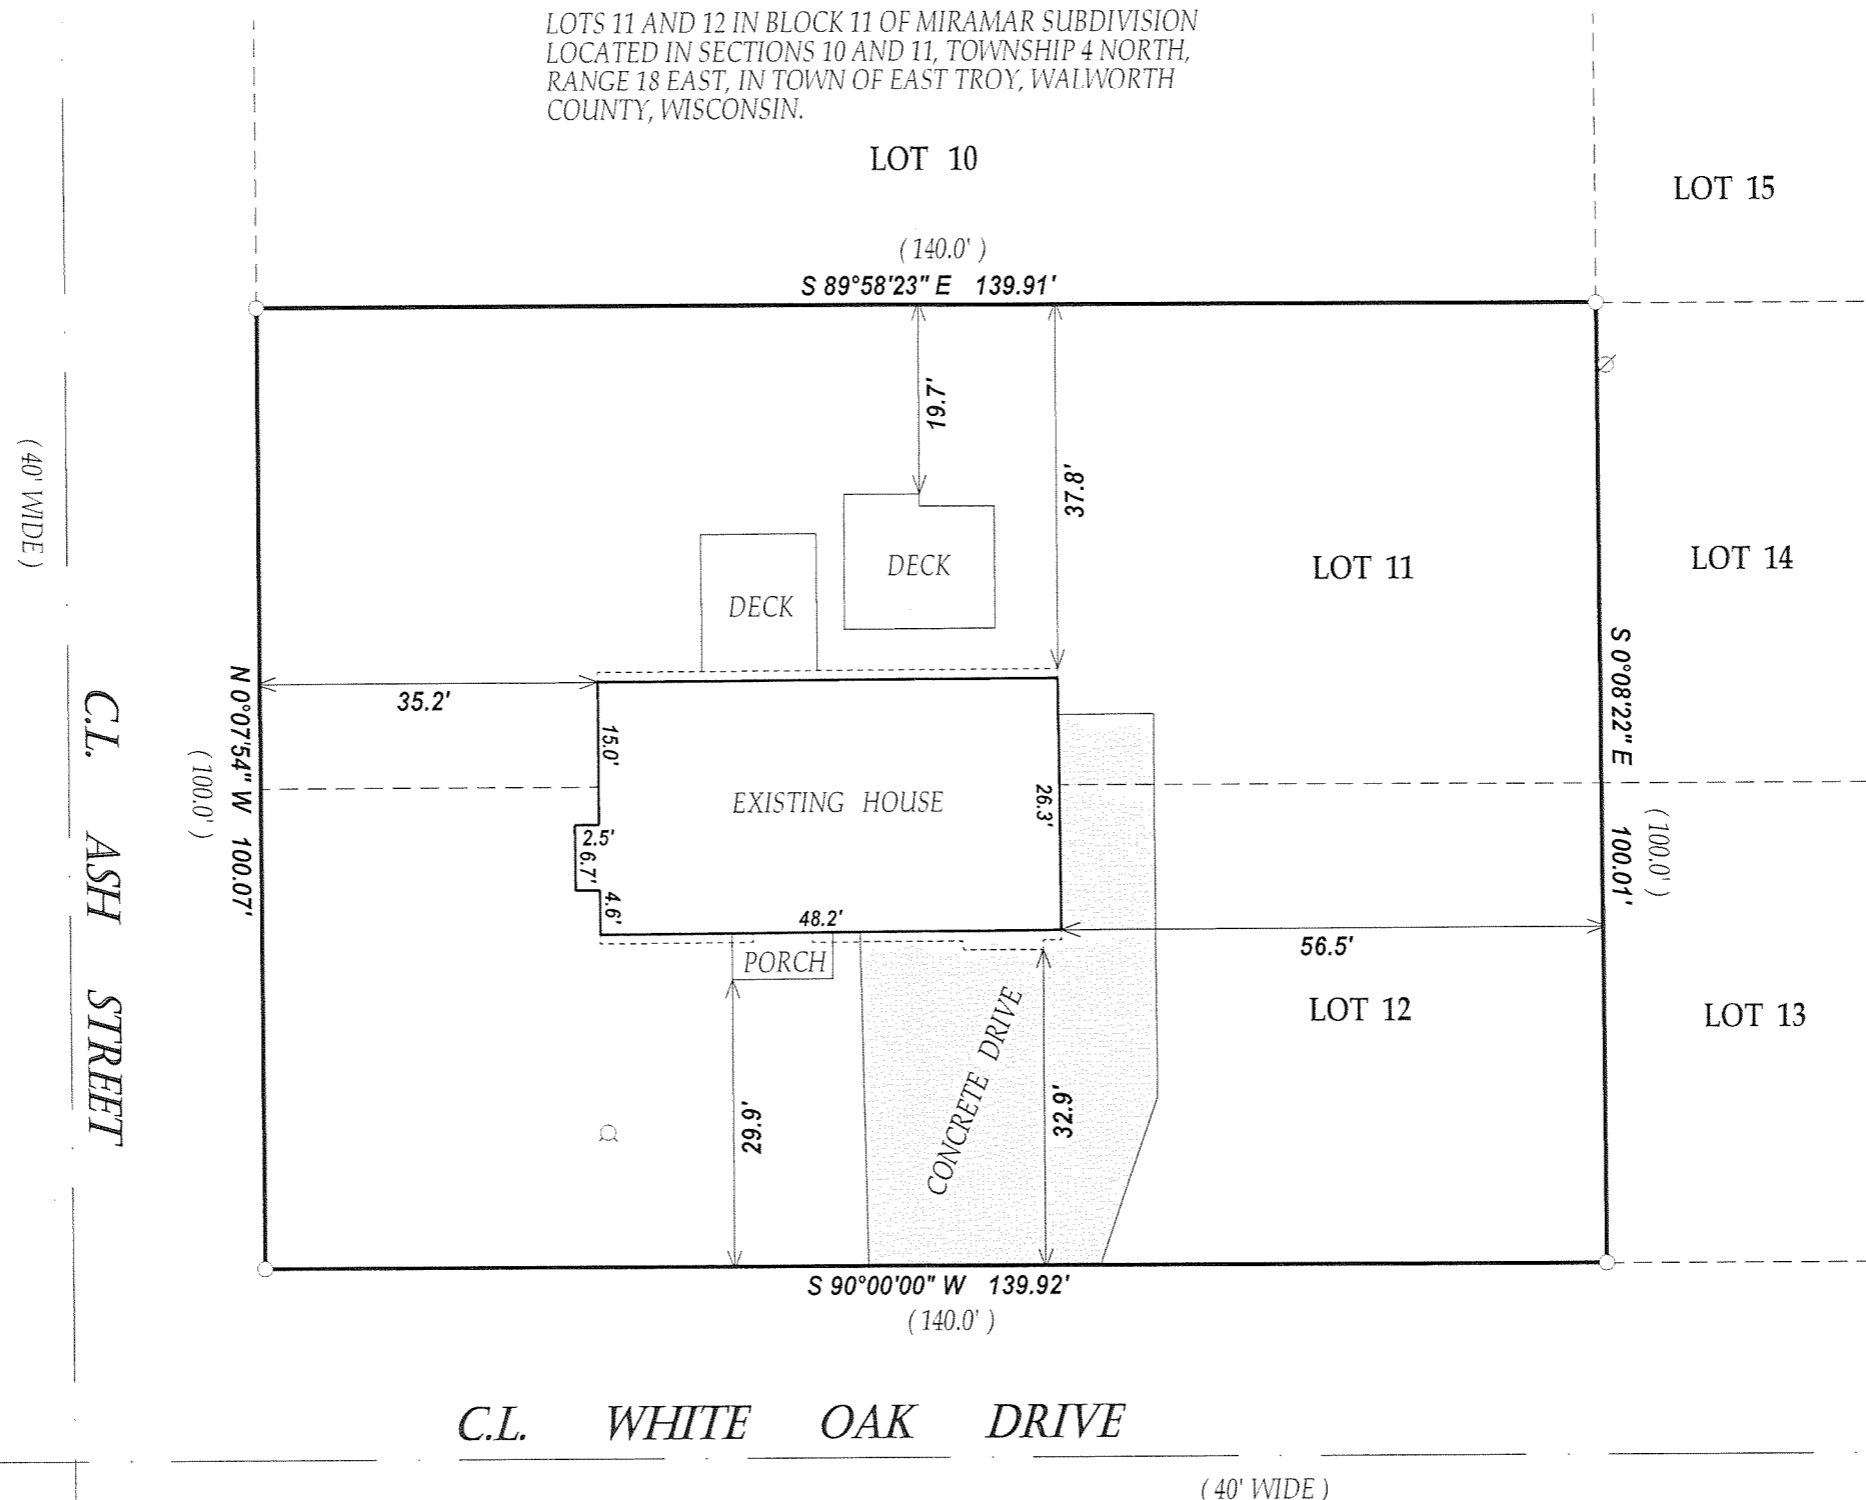 LOTS 11 AND 12 IN BLOCK 11 OF MIRAMAR SUBDIVISION
LOCATED IN SECTIONS 10 AND 11, TOWNSHIP 4 NORTH,
RANGE 18 EAST, IN TOWN OF EAST TROY, WALWORTH
COUNTY, WISCONSIN.
LOT 10
LOT 15
( 140.0' )
S 89°58'23" E 139.91'
19.7'
37.8'
( 40' WIDE )
DECK
DECK
LOT 11
LOT 14
C.L. ASH STREET
N 0°07'54" W 100.07'
( 100.0' )
35.2'
15.0'
EXISTING HOUSE
26.3'
2.5'
6.7'
4.6'
48.2'
S 0°08'22" E 100.01'
( 100.0' )
56.5'
PORCH
CONCRETE DRIVE
LOT 12
LOT 13
29.9'
32.9'
S 90°00'00" W 139.92'
( 140.0' )
C.L. WHITE OAK DRIVE
( 40' WIDE )